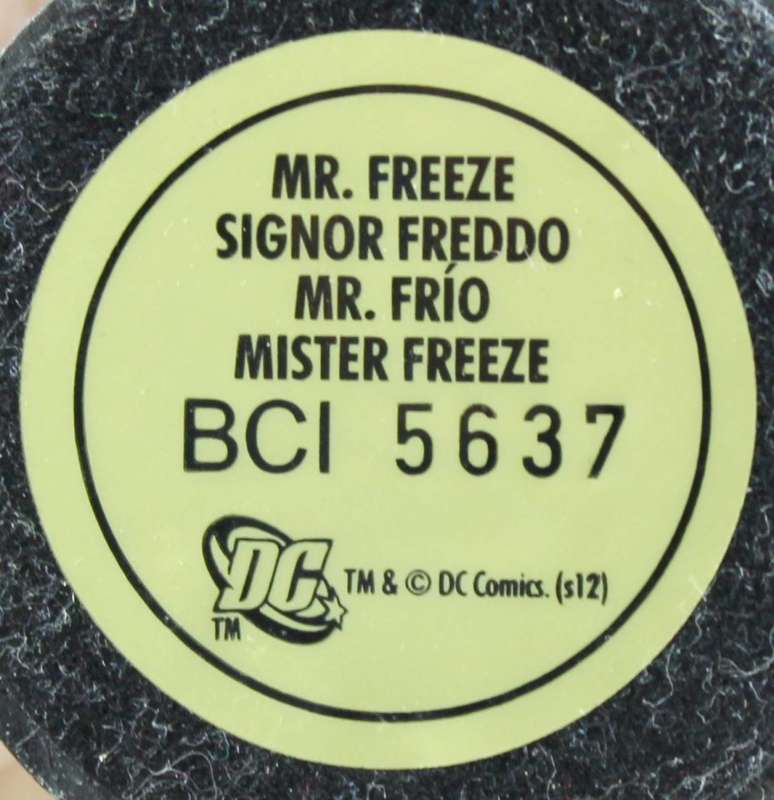 MR. FREEZE
SIGNOR FREDDO
MR. FRÍO
MISTER FREEZE
BCI 5637
DC TM & © DC Comics. (s12)
TM